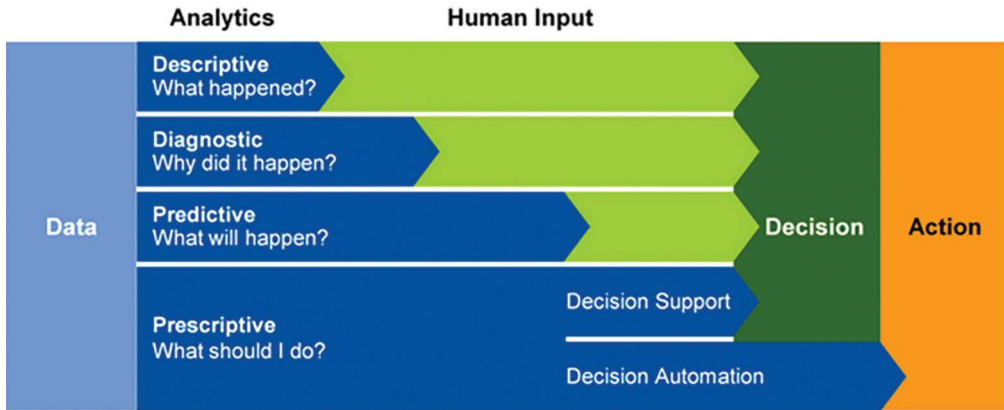 Analytics
Human Input
Descriptive
What happened?
Diagnostic
Why did it happen?
Predictive
What will happen?
Data
Decision
Action
Decision Support
Prescriptive
What should I do?
Decision Automation